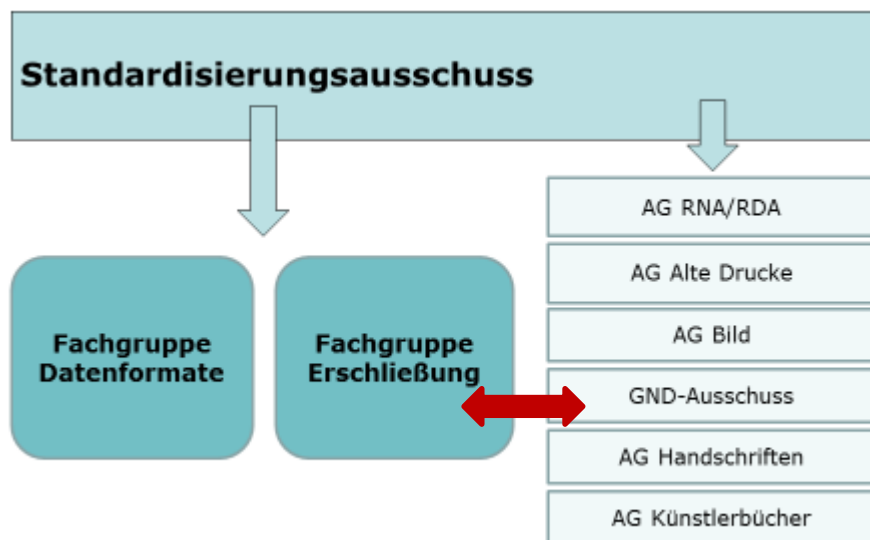 Standardisierungsausschuss
Fachgruppe
Datenformate
Fachgruppe
Erschließung
AG RNA/RDA
AG Alte Drucke
AG Bild
GND-Ausschuss
AG Handschriften
AG Künstlerbücher